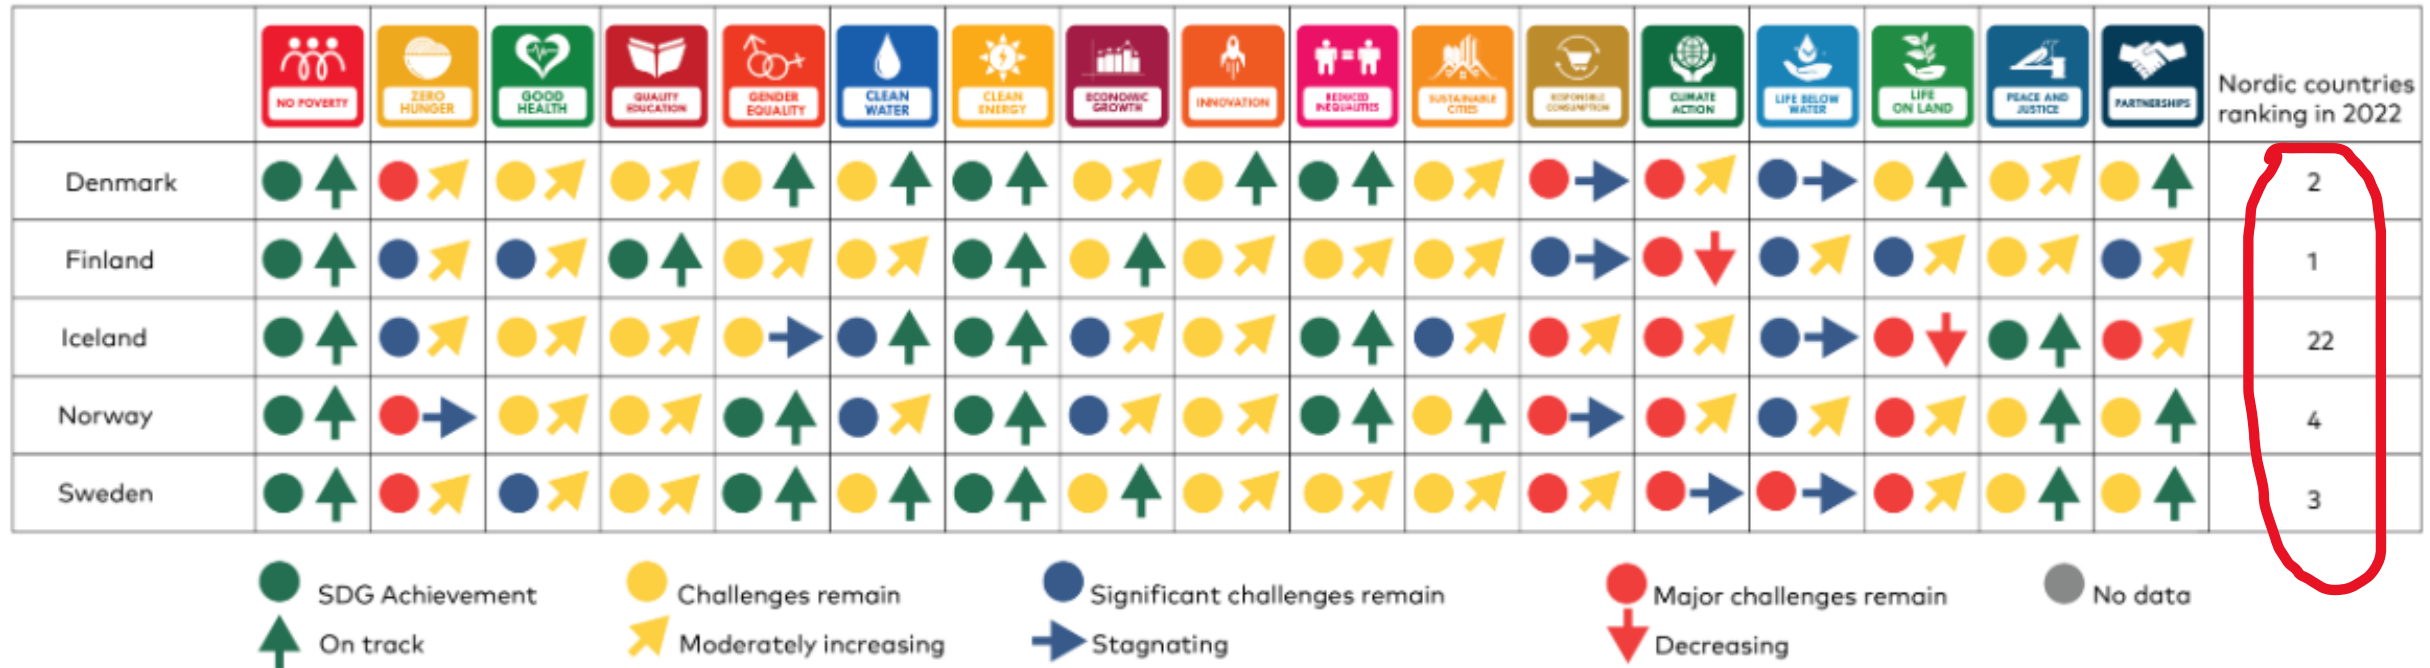 NO POVERTY
ZERO
HUNGER
GOOD
HEALTH
QUALITY
EDUCATION
GENDER
EQUALITY
CLEAN
WATER
CLEAN
ENERGY
ECONOMIC
GROWTH
INNOVATION
REDUCED
INEQUALITIES
SUSTAINABLE
CITIES
RESPONSIBLE
CONSUMPTION
CLIMATE
ACTION
LIFE BELOW
WATER
LIFE
ON LAND
PEACE AND
JUSTICE
PARTNERSHIPS
Nordic countries
ranking in 2022
Denmark 2
Finland 1
Iceland 22
Norway 4
Sweden 3
SDG Achievement Challenges remain Significant challenges remain Major challenges remain No data
On track Moderately increasing Stagnating Decreasing